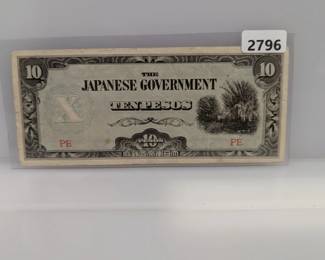 2796
10 THE 10
JAPANESE GOVERNMENT
TEN PESOS
X
PE PE
10